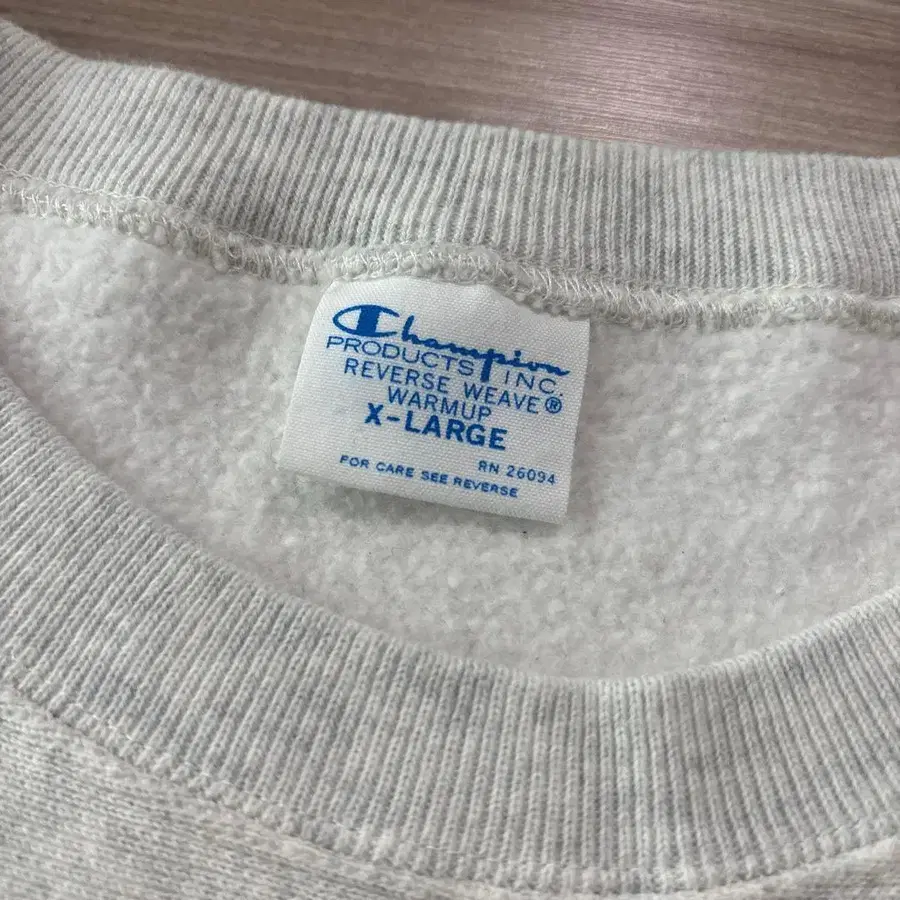 Champion
PRODUCTS INC.
REVERSE WEAVE®
WARMUP
X-LARGE
RN 26094
FOR CARE SEE REVERSE